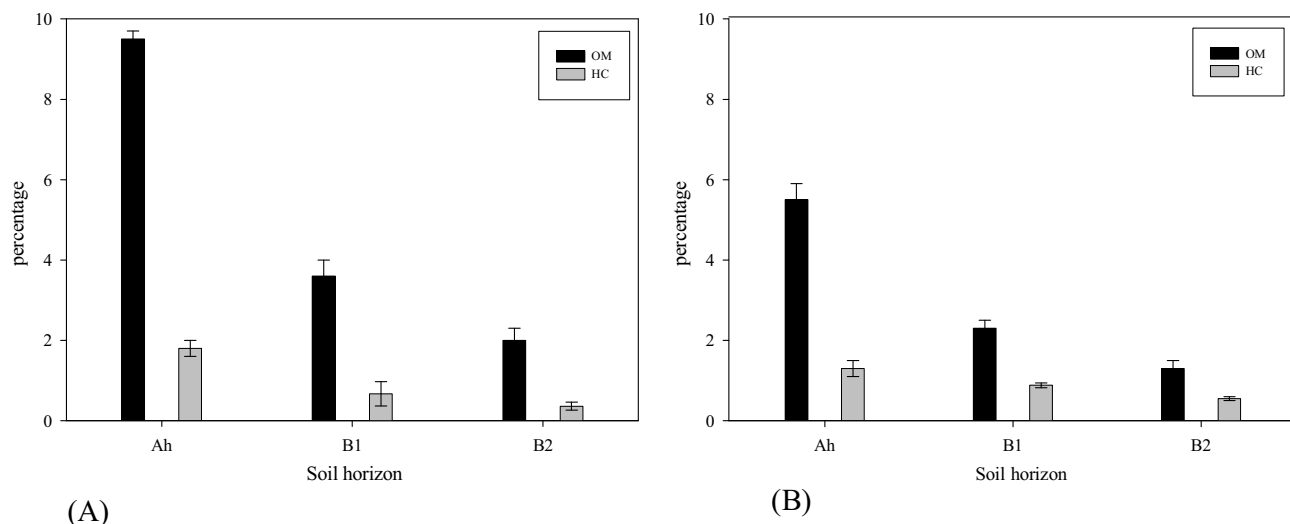 10
8
6
4
2
0
percentage
OM
HC
Ah
B1
B2
Soil horizon
(A)
10
8
6
4
2
0
percentage
OM
HC
Ah
B1
B2
Soil horizon
(B)